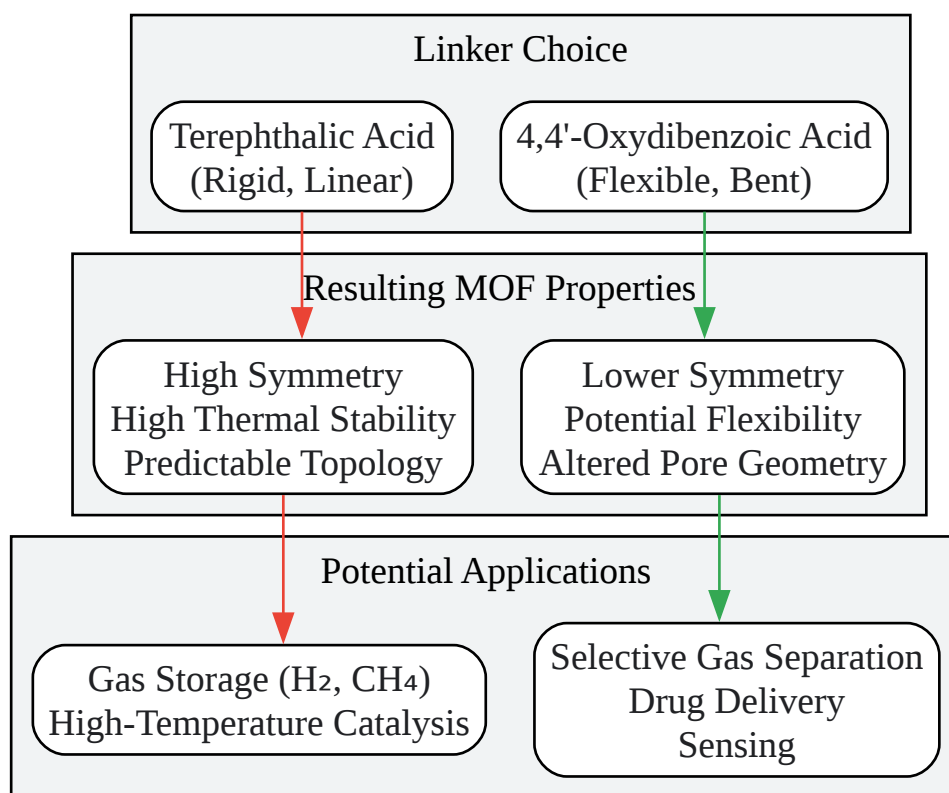 Linker Choice
Terephthalic Acid
(Rigid, Linear)
4,4'-Oxydibenzoic Acid
(Flexible, Bent)
Resulting MOF Properties
High Symmetry
High Thermal Stability
Predictable Topology
Lower Symmetry
Potential Flexibility
Altered Pore Geometry
Potential Applications
Gas Storage (H₂, CH₄)
High-Temperature Catalysis
Selective Gas Separation
Drug Delivery
Sensing